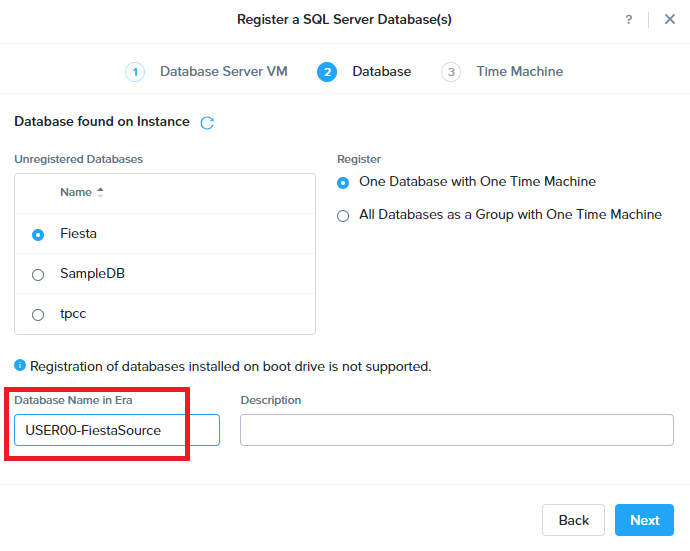 Register a SQL Server Database(s)
?
1 Database Server VM 2 Database 3 Time Machine
Database found on Instance
Unregistered Databases
Name
Fiesta
SampleDB
tpcc
Register
One Database with One Time Machine
All Databases as a Group with One Time Machine
Registration of databases installed on boot drive is not supported.
Database Name in Era
USER00-FiestaSource
Description
Back
Next